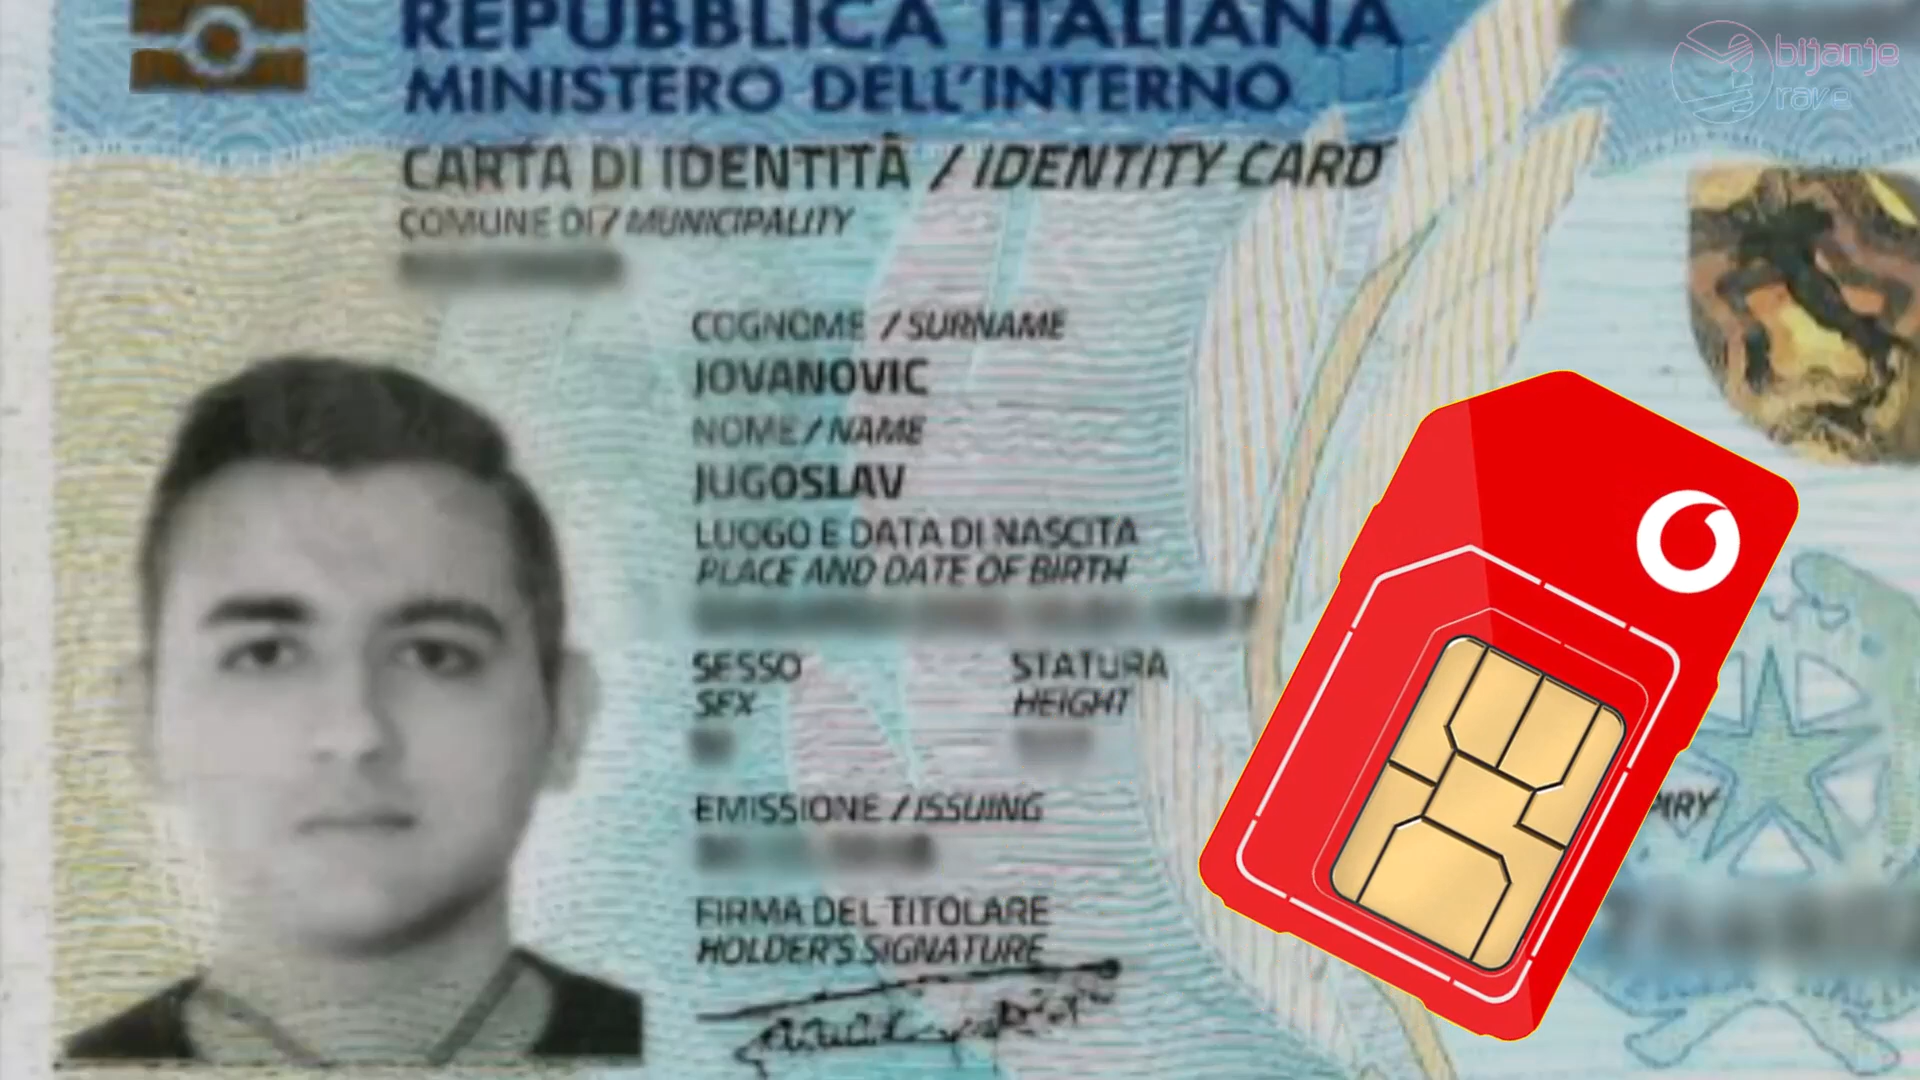 REPUBBLICA ITALIANA
MINISTERO DELL'INTERNO
CARTA DI IDENTITÀ / IDENTITY CARD
COMUNE DI / MUNICIPALITY
COGNOME / SURNAME
JOVANOVIC
NOME / NAME
JUGOSLAV
LUOGO E DATA DI NASCITA
PLACE AND DATE OF BIRTH
SESSO
SEX
STATURA
HEIGHT
EMISSIONE / ISSUING
FIRMA DEL TITOLARE
HOLDER'S SIGNATURE
bijanje
rave